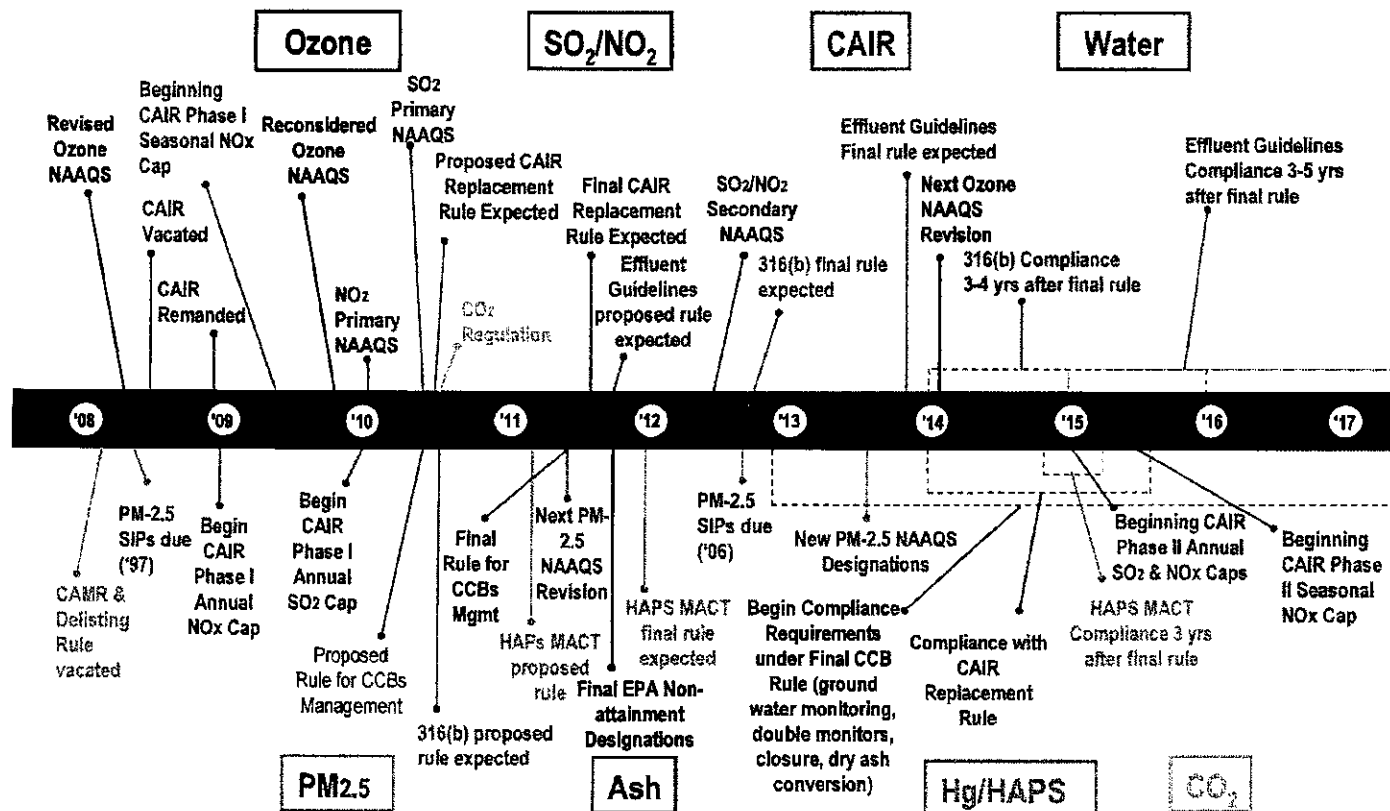 Ozone
SO2/NO2
CAIR
Water
Revised
Ozone
NAAQS
Beginning
CAIR Phase I
Seasonal NOx
Cap
CAIR
Vacated
CAIR
Remanded
Reconsidered
Ozone
NAAQS
NO2
Primary
NAAQS
SO2
Primary
NAAQS
Proposed CAIR
Replacement
Rule Expected
CO2
Regulation
Final CAIR
Replacement
Rule Expected
Effluent
Guidelines
proposed rule
expected
SO2/NO2
Secondary
NAAQS
316(b) final rule
expected
Effluent Guidelines
Final rule expected
Next Ozone
NAAQS
Revision
316(b) Compliance
3-4 yrs after final rule
Effluent Guidelines
Compliance 3-5 yrs
after final rule
'08
'09
'10
'11
'12
'13
'14
'15
'16
'17
CAMR &
Delisting
Rule
vacated
PM-2.5
SIPs due
('97)
Begin
CAIR
Phase I
Annual
NOx Cap
Begin
CAIR
Phase I
Annual
SO2 Cap
Proposed
Rule for CCBs
Management
316(b) proposed
rule expected
Final
Rule for
CCBs
Mgmt
Next PM-
2.5
NAAQS
Revision
HAPs MACT
proposed
rule
Final EPA Non-
attainment
Designations
HAPS MACT
final rule
expected
PM-2.5
SIPs due
('06)
New PM-2.5 NAAQS
Designations
Begin Compliance
Requirements
under Final CCB
Rule (ground
water monitoring,
double monitors,
closure, dry ash
conversion)
Compliance with
CAIR
Replacement
Rule
Beginning CAIR
Phase II Annual
SO2 & NOx Caps
HAPS MACT
Compliance 3 yrs
after final rule
Beginning
CAIR Phase
II Seasonal
NOx Cap
PM2.5
Ash
Hg/HAPS
CO2